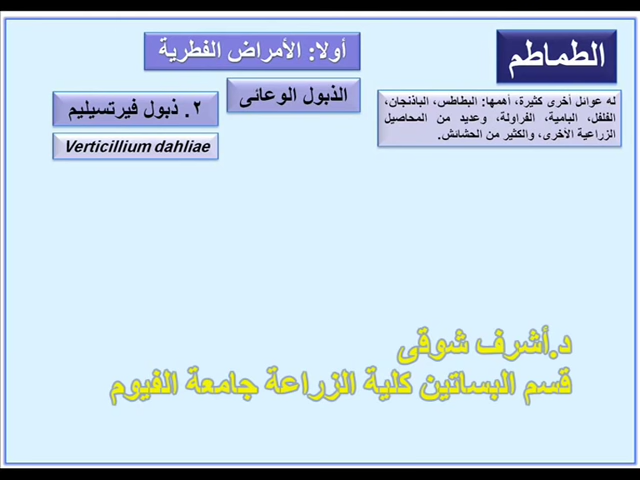 الطماطم
أولا: الأمراض الفطرية
الذبول الوعائى
٢. ذبول فيرتسيليم
Verticillium dahliae
له عوائل أخرى كثيرة، أهمها: البطاطس، الباذنجان،
الفلفل، البامية، الفراولة، وعديد من المحاصيل
الزراعية الأخرى، والكثير من الحشائش.
د.أشرف شوقى
قسم البساتين كلية الزراعة جامعة الفيوم